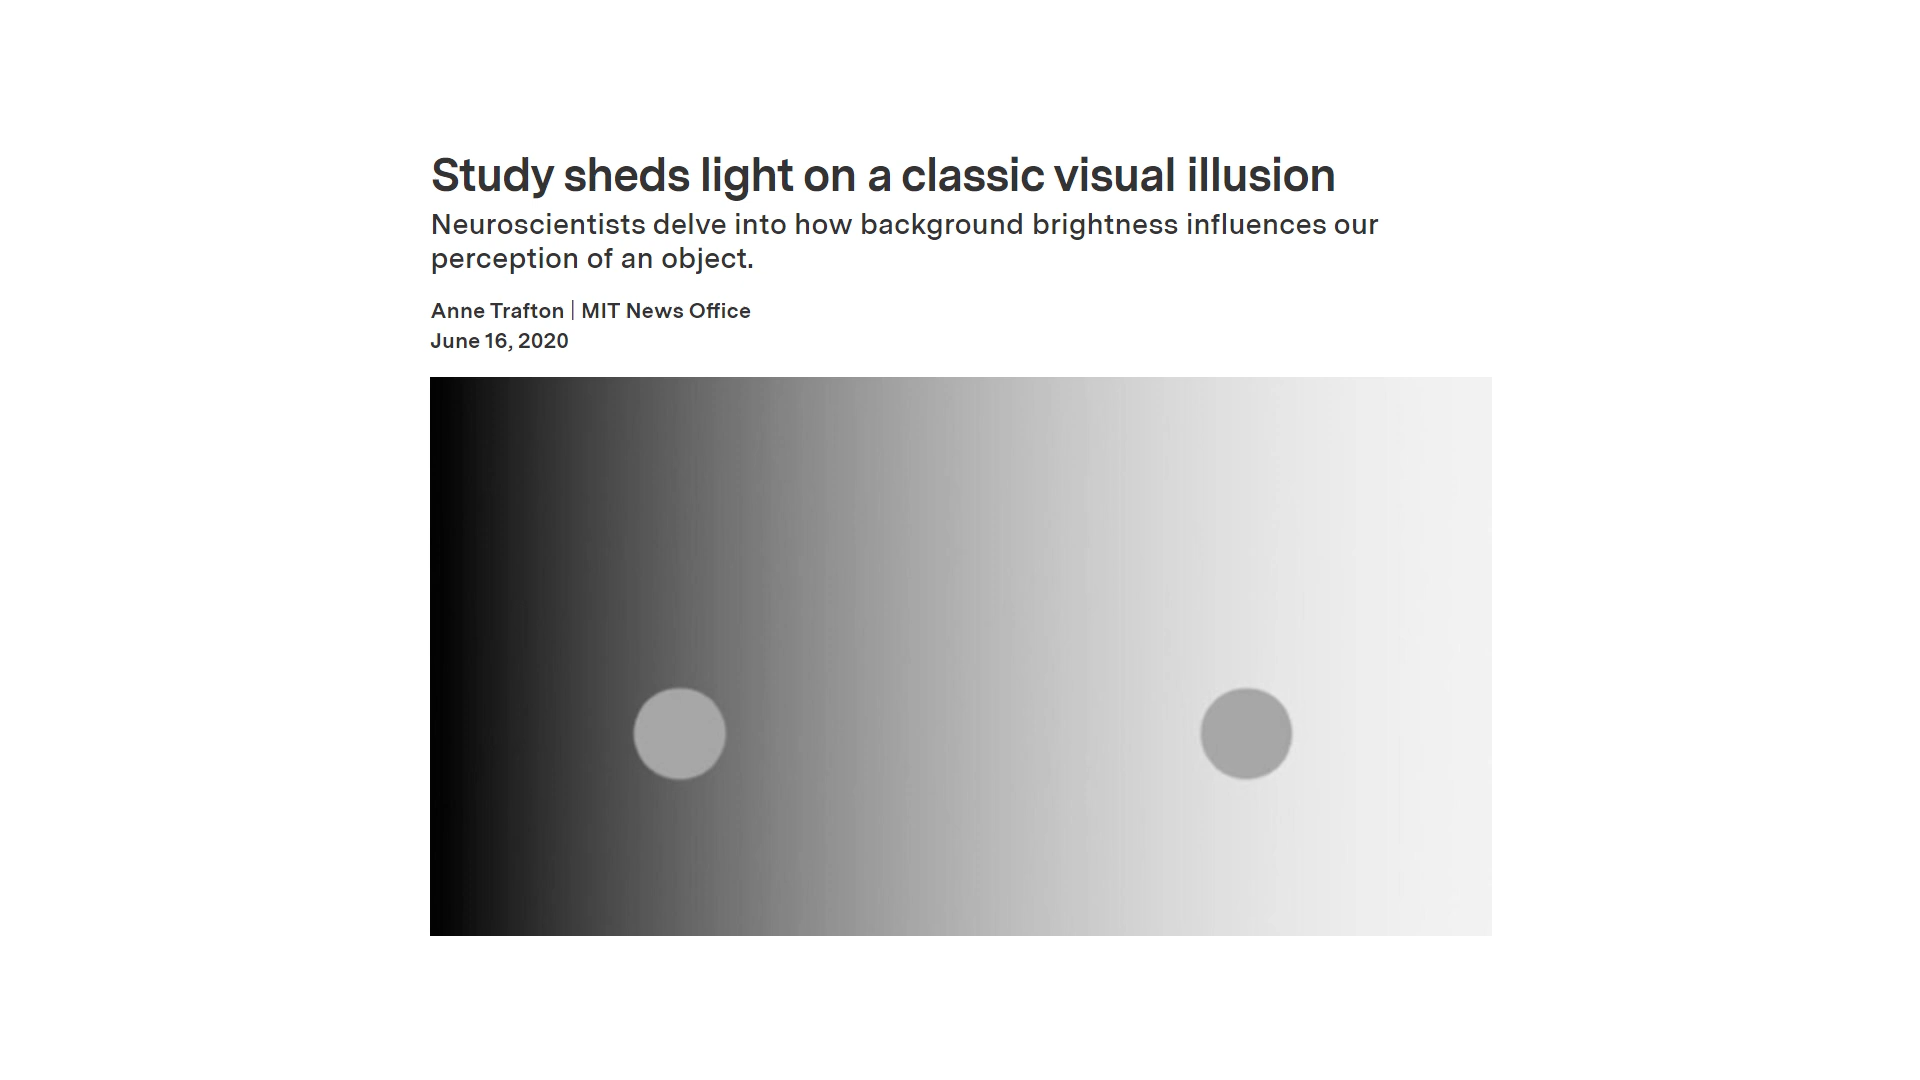 Study sheds light on a classic visual illusion
Neuroscientists delve into how background brightness influences our
perception of an object.
Anne Trafton | MIT News Office
June 16, 2020